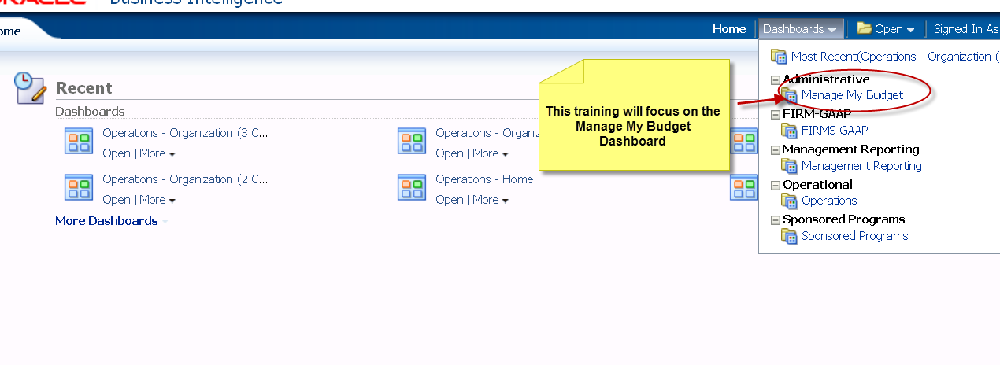 ORACLE Business Intelligence
ome
Home Dashboards Open Signed In As
Most Recent(Operations - Organization (
Administrative
Manage My Budget
FIRM-GAAP
FIRMS-GAAP
Management Reporting
Management Reporting
Operational
Operations
Sponsored Programs
Sponsored Programs
This training will focus on the
Manage My Budget
Dashboard
Recent
Dashboards
Operations - Organization (3 C...
Open | More
Operations - Organiz
Open | More
Operations - Organization (2 C...
Open | More
Operations - Home
Open | More
More Dashboards